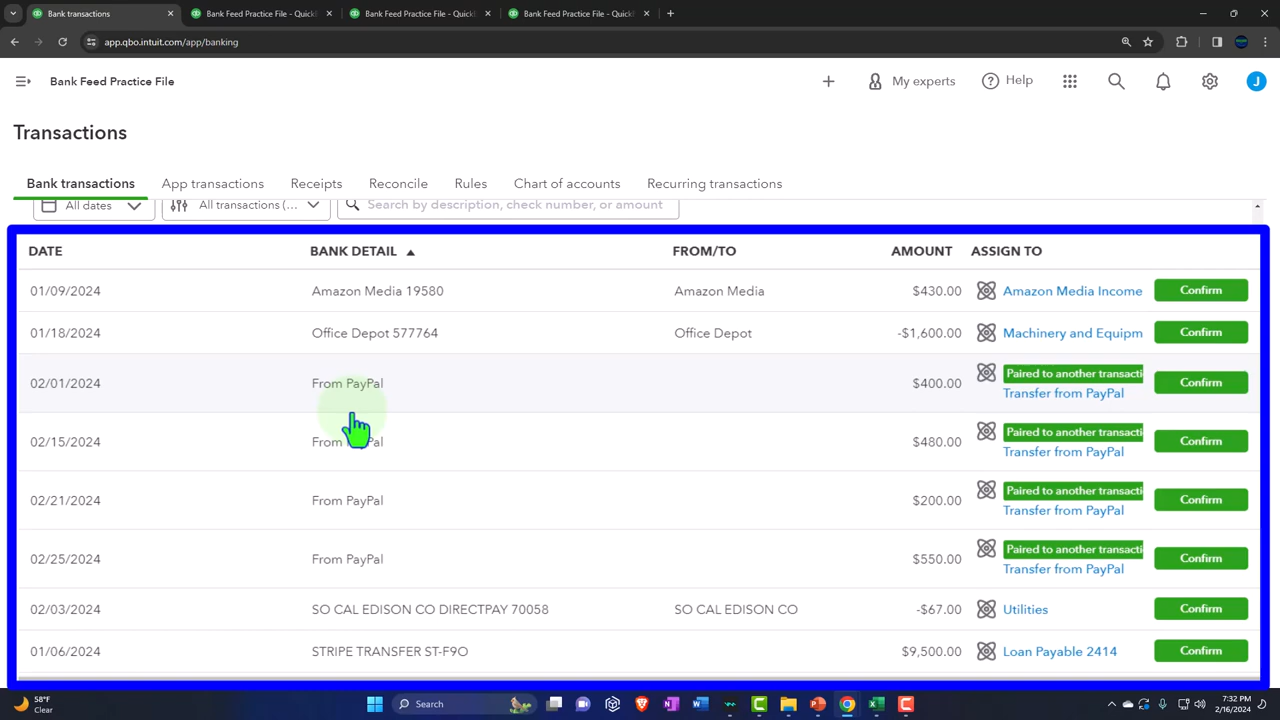 Bank transactions
Bank Feed Practice File - Quick
Bank Feed Practice File - Quick
Bank Feed Practice File - Quick
app.qbo.intuit.com/app/banking
Bank Feed Practice File
My experts
Help
J
Transactions
Bank transactions App transactions Receipts Reconcile Rules Chart of accounts Recurring transactions
All dates All transactions (... Search by description, check number, or amount
DATE BANK DETAIL FROM/TO AMOUNT ASSIGN TO
01/09/2024 Amazon Media 19580 Amazon Media $430.00 Amazon Media Income Confirm
01/18/2024 Office Depot 577764 Office Depot -$1,600.00 Machinery and Equipm Confirm
Paired to another transacti
02/01/2024 From PayPal $400.00 Confirm
Transfer from PayPal
Paired to another transacti
02/15/2024 From PayPal $480.00 Confirm
Transfer from PayPal
Paired to another transacti
02/21/2024 From PayPal $200.00 Confirm
Transfer from PayPal
Paired to another transacti
02/25/2024 From PayPal $550.00 Confirm
Transfer from PayPal
02/03/2024 SO CAL EDISON CO DIRECTPAY 70058 SO CAL EDISON CO -$67.00 Utilities Confirm
01/06/2024 STRIPE TRANSFER ST-F9O $9,500.00 Loan Payable 2414 Confirm
58°F
Clear
Search
7:32 PM
2/16/2024